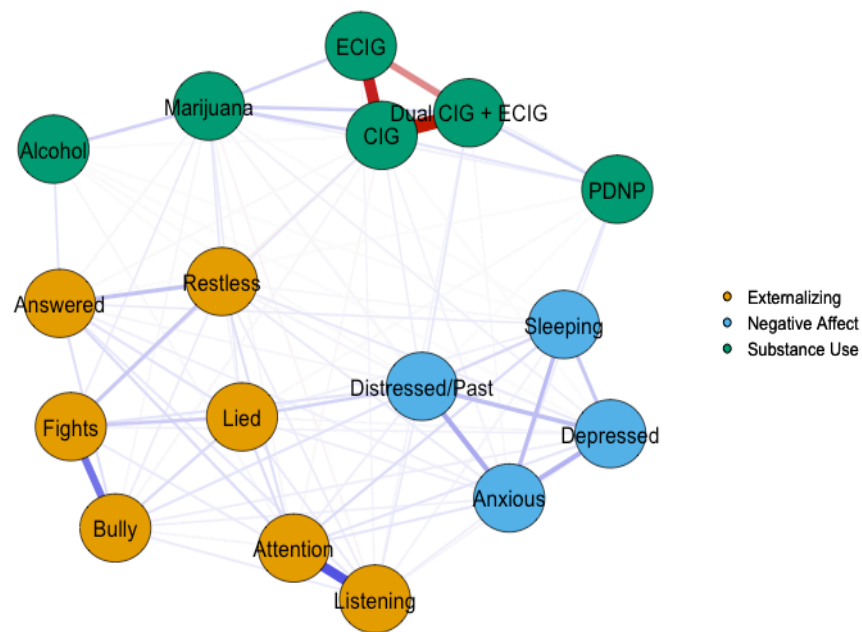 ECIG
Marijuana
Dual CIG + ECIG
CIG
Alcohol
PDNP
Restless
Answered
Externalizing
Sleeping
Negative Affect
Substance Use
Distressed/Past
Lied
Fights
Depressed
Anxious
Bully
Attention
Listening